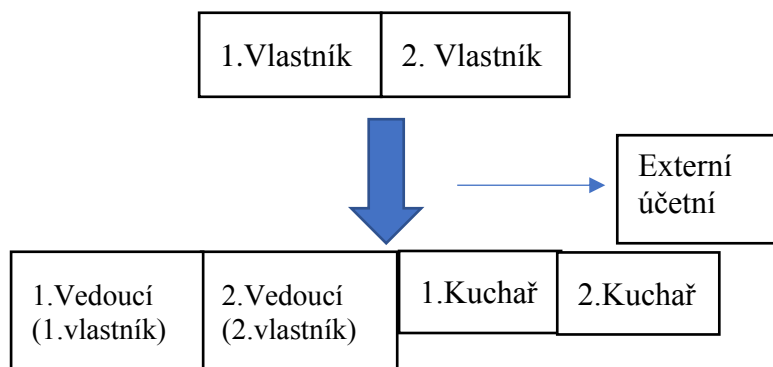 1.Vlastník
2. Vlastník
Externí
účetní
1.Vedoucí
(1.vlastník)
2.Vedoucí
(2.vlastník)
1.Kuchař
2.Kuchař